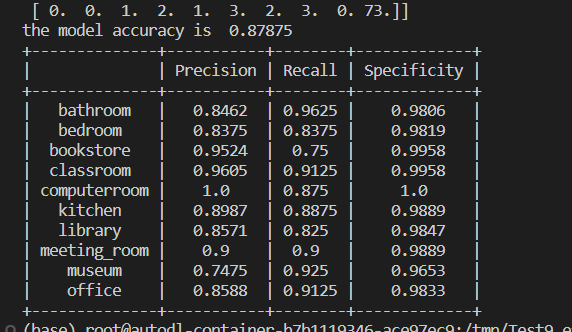 [ 0. 0. 1. 2. 1. 3. 2. 3. 0. 73.]]
the model accuracy is 0.87875
+--------------+-----------+--------+-------------+
| | Precision | Recall | Specificity |
+--------------+-----------+--------+-------------+
| bathroom | 0.8462 | 0.9625 | 0.9806 |
| bedroom | 0.8375 | 0.8375 | 0.9819 |
| bookstore | 0.9524 | 0.75 | 0.9958 |
| classroom | 0.9605 | 0.9125 | 0.9958 |
| computerroom | 1.0 | 0.875 | 1.0 |
| kitchen | 0.8987 | 0.8875 | 0.9889 |
| library | 0.8571 | 0.825 | 0.9847 |
| meeting_room | 0.9 | 0.9 | 0.9889 |
| museum | 0.7475 | 0.925 | 0.9653 |
| office | 0.8588 | 0.9125 | 0.9833 |
+--------------+-----------+--------+-------------+
(base) root@autodl-container-b7b1119346-ace97ec9:/tmp/Test9